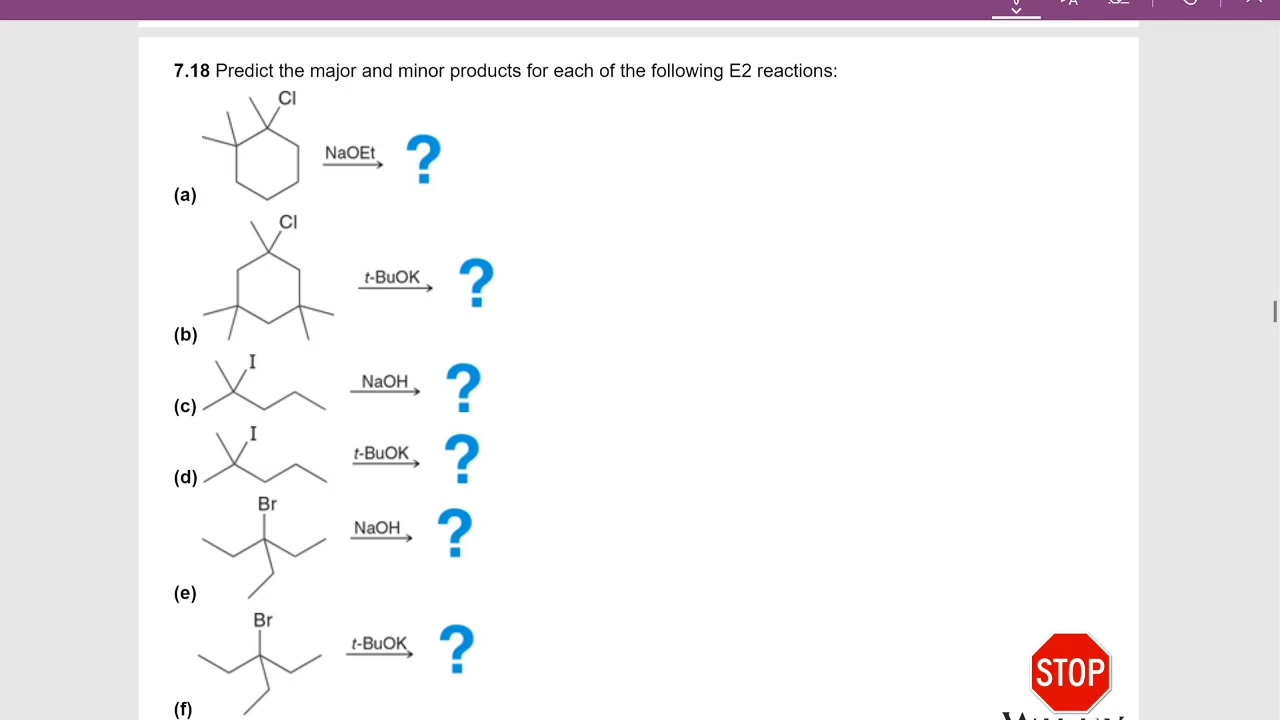 7.18 Predict the major and minor products for each of the following E2 reactions:
Cl
NaOEt
?
(a)
Cl
t-BuOK
?
(b)
I
NaOH
?
(c)
I
t-BuOK
?
(d)
Br
NaOH
?
(e)
Br
t-BuOK
?
(f)
STOP